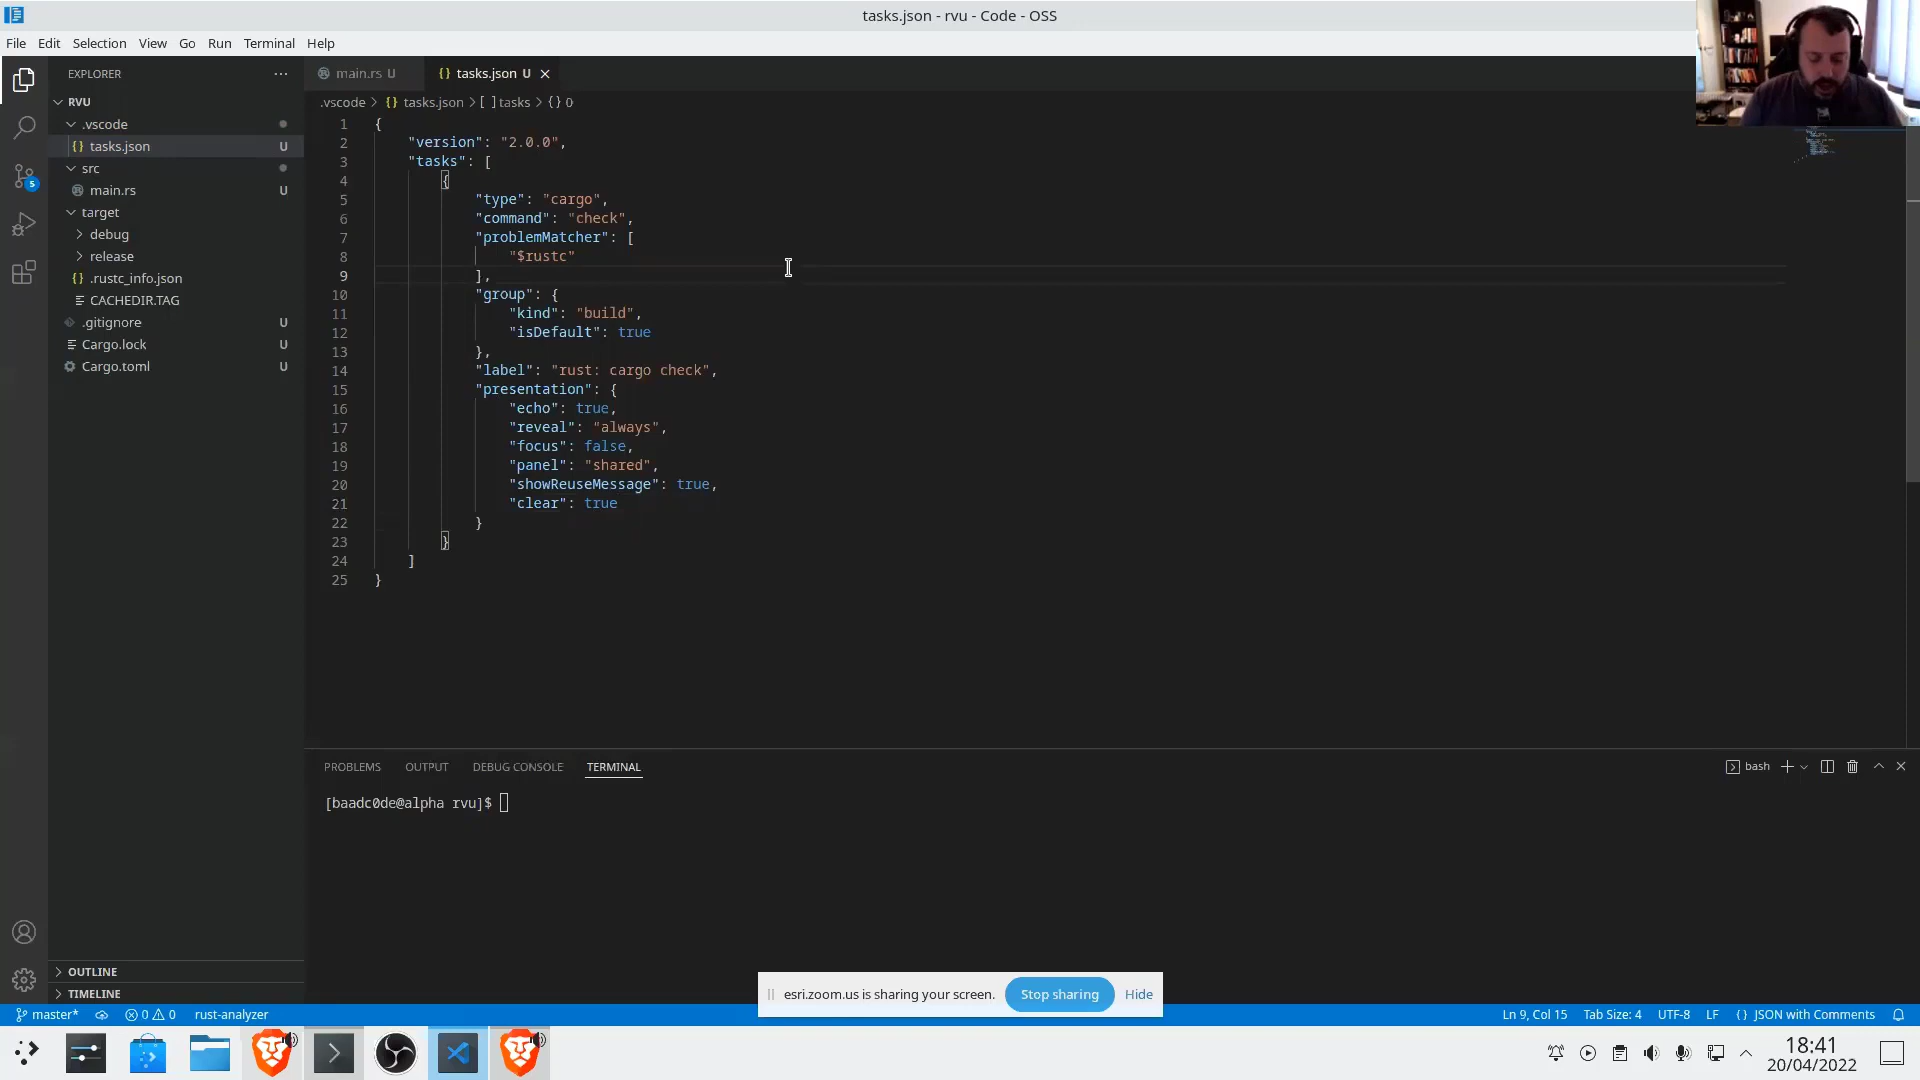 tasks.json - rvu - Code - OSS
File Edit Selection View Go Run Terminal Help
EXPLORER
main.rs U
tasks.json U
RVU
.vscode > {} tasks.json > [ ] tasks > {} 0
.vscode
{} tasks.json U
src
main.rs U
target
debug
release
{} .rustc_info.json
CACHEDIR.TAG
.gitignore U
Cargo.lock U
Cargo.toml U
OUTLINE
TIMELINE
5
1 {
2 "version": "2.0.0",
3 "tasks": [
4 {
5 "type": "cargo",
6 "command": "check",
7 "problemMatcher": [
8 "$rustc"
9 ],
10 "group": {
11 "kind": "build",
12 "isDefault": true
13 },
14 "label": "rust: cargo check",
15 "presentation": {
16 "echo": true,
17 "reveal": "always",
18 "focus": false,
19 "panel": "shared",
20 "showReuseMessage": true,
21 "clear": true
22 }
23 }
24 ]
25 }
PROBLEMS OUTPUT DEBUG CONSOLE TERMINAL
bash
[baadc0de@alpha rvu]$
esri.zoom.us is sharing your screen. Stop sharing Hide
master* 0 0 rust-analyzer
Ln 9, Col 15 Tab Size: 4 UTF-8 LF {} JSON with Comments
18:41
20/04/2022